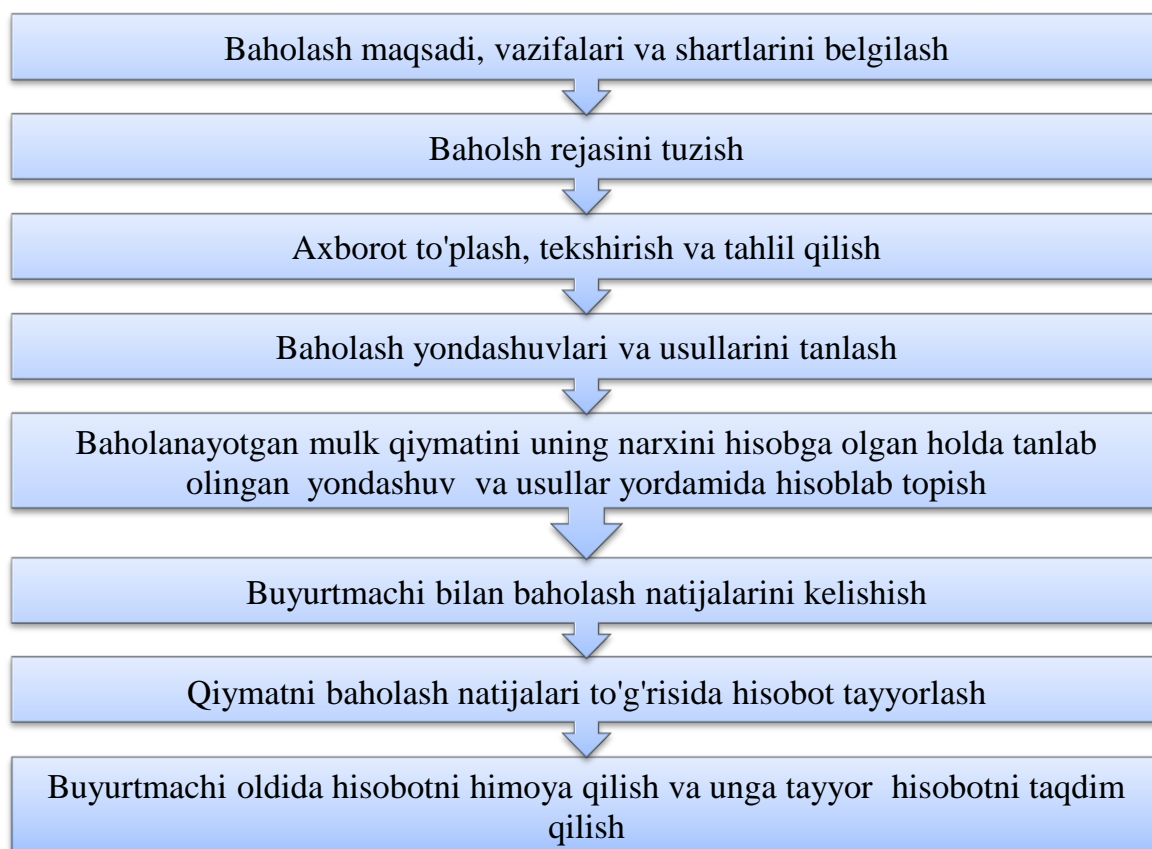 Baholash maqsadi, vazifalari va shartlarini belgilash
Baholsh rejasini tuzish
Axborot to'plash, tekshirish va tahlil qilish
Baholash yondashuvlari va usullarini tanlash
Baholanayotgan mulk qiymatini uning narxini hisobga olgan holda tanlab
olingan yondashuv va usullar yordamida hisoblab topish
Buyurtmachi bilan baholash natijalarini kelishish
Qiymatni baholash natijalari to'g'risida hisobot tayyorlash
Buyurtmachi oldida hisobotni himoya qilish va unga tayyor hisobotni taqdim
qilish